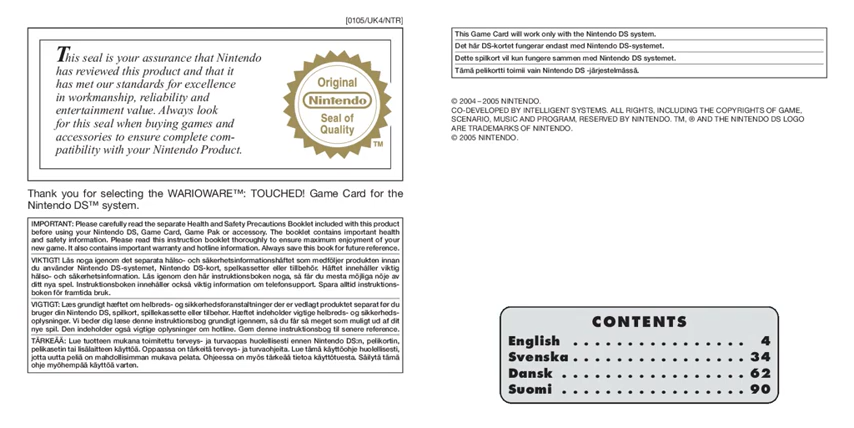 [0105/UK4/NTR]
This seal is your assurance that Nintendo
has reviewed this product and that it
has met our standards for excellence
in workmanship, reliability and
entertainment value. Always look
for this seal when buying games and
accessories to ensure complete com-
patibility with your Nintendo Product.
Original
Nintendo
Seal of
Quality
TM
Thank you for selecting the WARIOWARE™: TOUCHED! Game Card for the
Nintendo DS™ system.
IMPORTANT: Please carefully read the separate Health and Safety Precautions Booklet included with this product
before using your Nintendo DS, Game Card, Game Pak or accessory. The booklet contains important health
and safety information. Please read this instruction booklet thoroughly to ensure maximum enjoyment of your
new game. It also contains important warranty and hotline information. Always save this book for future reference.
VIKTIGT! Läs noga igenom det separata hälso- och säkerhetsinformationshäftet som medföljer produkten innan
du använder Nintendo DS-systemet, Nintendo DS-kort, spelkassetter eller tillbehör. Häftet innehåller viktig
hälso- och säkerhetsinformation. Läs igenom den här instruktionsboken noga, så får du mesta möjliga nöje av
ditt nya spel. Instruktionsboken innehåller också viktig information om telefonsupport. Spara alltid instruktions-
boken för framtida bruk.
VIGTIGT: Læs grundigt hæftet om helbreds- og sikkerhedsforanstaltninger der er vedlagt produktet separat før du
bruger din Nintendo DS, spilkort, spillekassette eller tilbehør. Hæftet indeholder vigtige helbreds- og sikkerheds-
oplysninger. Vi beder dig læse denne instruktionsbog grundigt igennem, så du får så meget som muligt ud af dit
nye spil. Den indeholder også vigtige oplysninger om hotline. Gem denne instruktionsbog til senere reference.
TÄRKEÄÄ: Lue tuotteen mukana toimitettu terveys- ja turvaopas huolellisesti ennen Nintendo DS:n, pelikortin,
pelikasetin tai lisälaitteen käyttöä. Oppaassa on tärkeitä terveys- ja turvaohjeita. Lue tämä käyttöohje huolellisesti,
jotta uutta peliä on mahdollisimman mukava pelata. Ohjeessa on myös tärkeää tietoa käyttötuesta. Säilytä tämä
ohje myöhempää käyttöä varten.
This Game Card will work only with the Nintendo DS system.
Det här DS-kortet fungerar endast med Nintendo DS-systemet.
Dette spilkort vil kun fungere sammen med Nintendo DS systemet.
Tämä pelikortti toimii vain Nintendo DS -järjestelmässä.
© 2004 – 2005 NINTENDO.
CO-DEVELOPED BY INTELLIGENT SYSTEMS. ALL RIGHTS, INCLUDING THE COPYRIGHTS OF GAME,
SCENARIO, MUSIC AND PROGRAM, RESERVED BY NINTENDO. TM, ® AND THE NINTENDO DS LOGO
ARE TRADEMARKS OF NINTENDO.
© 2005 NINTENDO.
CONTENTS
English . . . . . . . . . . . . . . . . 4
Svenska . . . . . . . . . . . . . . . . 34
Dansk . . . . . . . . . . . . . . . . . 62
Suomi . . . . . . . . . . . . . . . . . 90